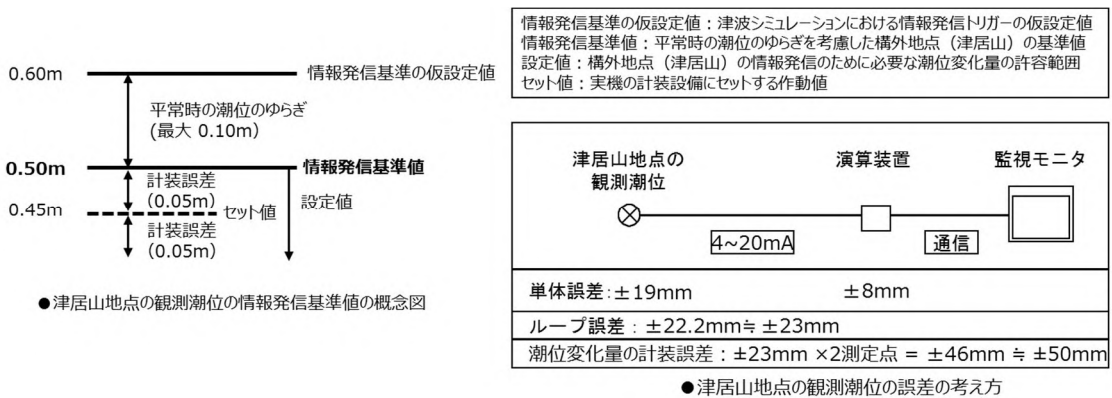 0.60m
情報発信基準の仮設定値
平常時の潮位のゆらぎ
(最大 0.10m）
0.50m
情報発信基準値
計装誤差
（0.05m）
設定値
0.45m
セット値
計装誤差
（0.05m）
●津居山地点の観測潮位の情報発信基準値の概念図
情報発信基準の仮設定値：津波シミュレーションにおける情報発信トリガーの仮設定値
情報発信基準値：平常時の潮位のゆらぎを考慮した構外地点（津居山）の基準値
設定値：構外地点（津居山）の情報発信のために必要な潮位変化量の許容範囲
セット値：実機の計装設備にセットする作動値
津居山地点の
観測潮位
演算装置
監視モニタ
4~20mA
通信
単体誤差：±19mm
±8mm
ループ誤差：±22.2mm≒ ±23mm
潮位変化量の計装誤差：±23mm ×2測定点 = ±46mm ≒ ±50mm
●津居山地点の観測潮位の誤差の考え方